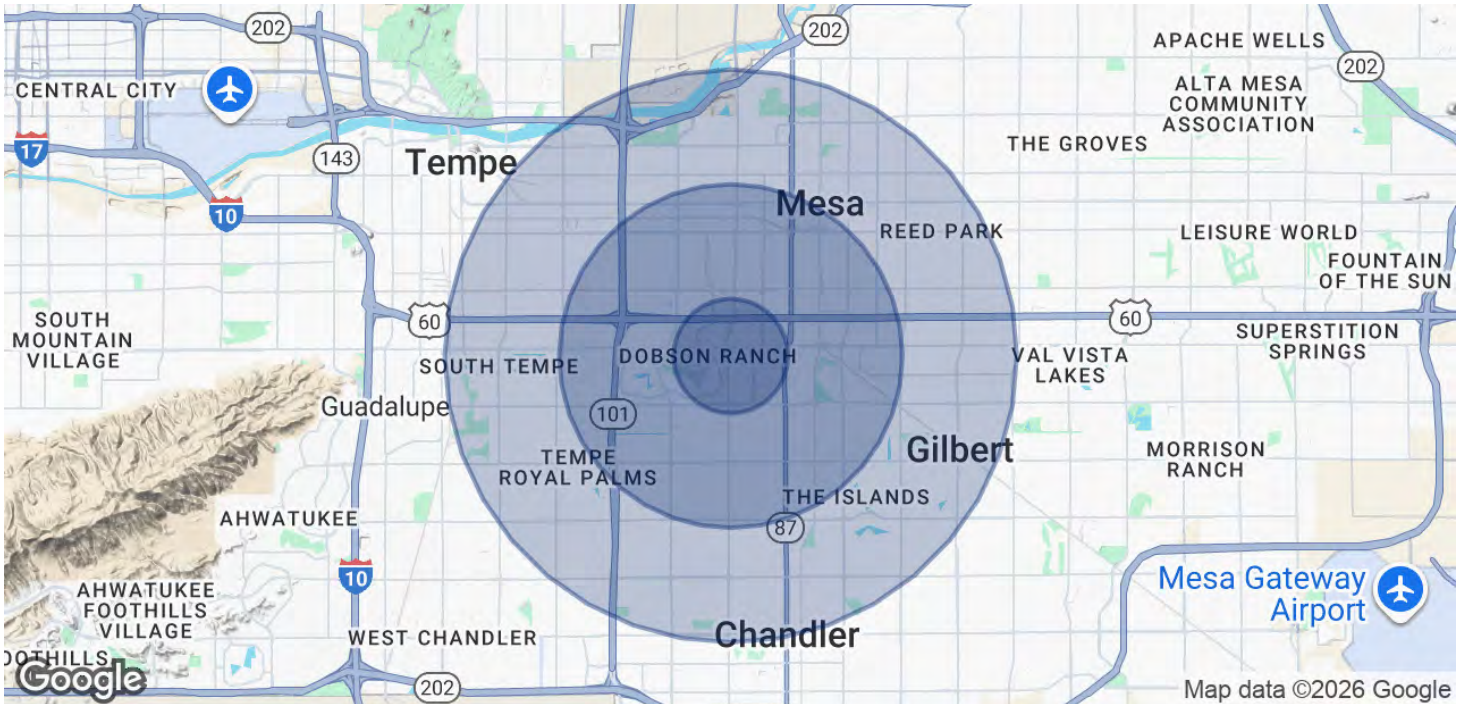 202
202
APACHE WELLS
202
CENTRAL CITY
ALTA MESA
COMMUNITY
ASSOCIATION
17
143
THE GROVES
Tempe
10
Mesa
REED PARK
LEISURE WORLD
FOUNTAIN
OF THE SUN
60
60
SOUTH
MOUNTAIN
VILLAGE
SUPERSTITION
SPRINGS
SOUTH TEMPE
DOBSON RANCH
VAL VISTA
LAKES
Guadalupe
101
Gilbert
MORRISON
RANCH
TEMPE
ROYAL PALMS
THE ISLANDS
AHWATUKEE
87
10
Mesa Gateway
Airport
AHWATUKEE
FOOTHILLS
VILLAGE
WEST CHANDLER
Chandler
OOTHILLS
Google
202
Map data ©2026 Google